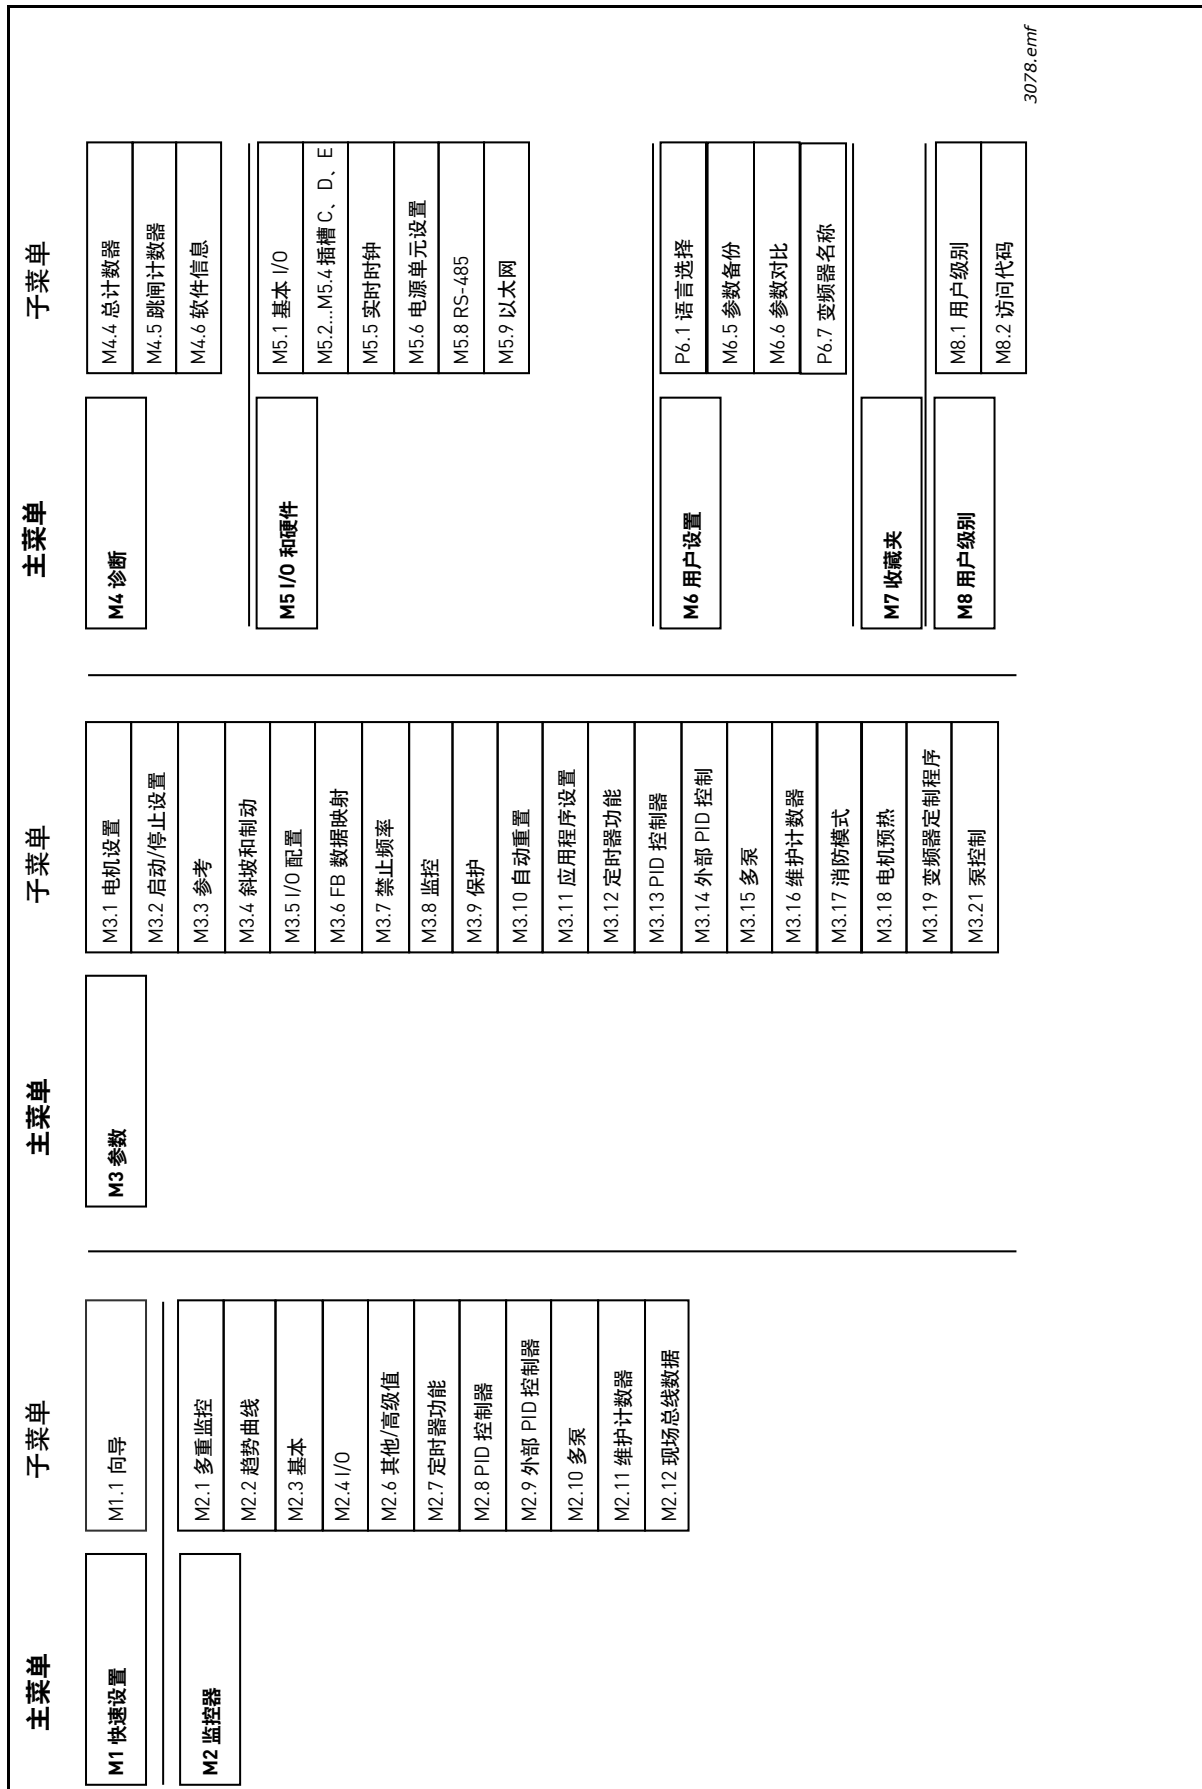 主菜单
子菜单
M1 快速设置
M1.1 向导
M2 监控器
M2.1 多重监控
M2.2 趋势曲线
M2.3 基本
M2.4 I/O
M2.6 其他/高级值
M2.7 定时器功能
M2.8 PID 控制器
M2.9 外部 PID 控制器
M2.10 多泵
M2.11 维护计数器
M2.12 现场总线数据
主菜单
子菜单
M3 参数
M3.1 电机设置
M3.2 启动/停止设置
M3.3 参考
M3.4 斜坡和制动
M3.5 I/O 配置
M3.6 FB 数据映射
M3.7 禁止频率
M3.8 监控
M3.9 保护
M3.10 自动重置
M3.11 应用程序设置
M3.12 定时器功能
M3.13 PID 控制器
M3.14 外部 PID 控制
M3.15 多泵
M3.16 维护计数器
M3.17 消防模式
M3.18 电机预热
M3.19 变频器定制程序
M3.21 泵控制
主菜单
子菜单
M4 诊断
M4.4 总计数器
M4.5 跳闸计数器
M4.6 软件信息
M5 I/O 和硬件
M5.1 基本 I/O
M5.2...M5.4 插槽 C、D、E
M5.5 实时时钟
M5.6 电源单元设置
M5.8 RS-485
M5.9 以太网
M6 用户设置
P6.1 语言选择
M6.5 参数备份
M6.6 参数对比
P6.7 变频器名称
M7 收藏夹
M8 用户级别
M8.1 用户级别
M8.2 访问代码
3078.emf